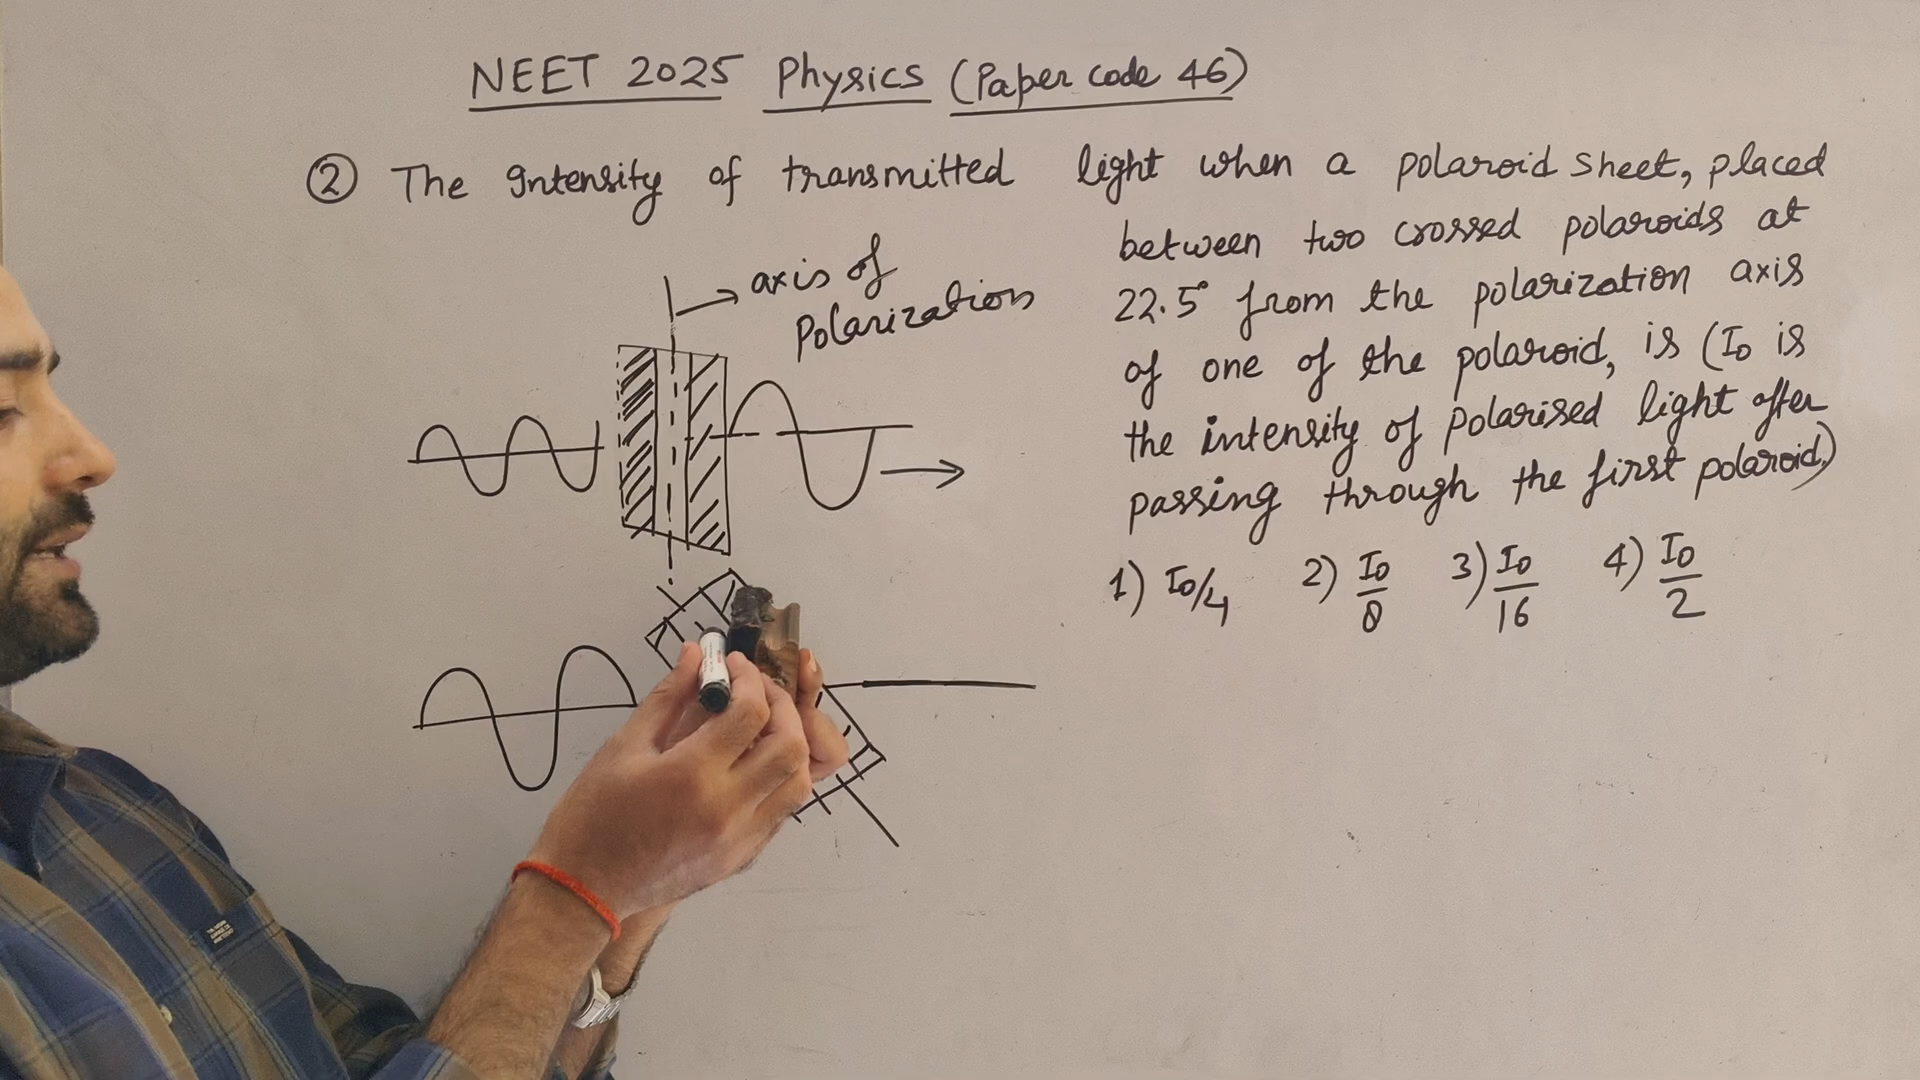 NEET 2025 Physics (Paper code 46)
② The Intensity of transmitted light when a polaroid sheet, placed
between two crossed polaroids at
22.5° from the polarization axis
of one of the polaroid, is (I₀ is
the intensity of polarised light after
passing through the first polaroid.)
1) I₀/4 2) I₀/8 3) I₀/16 4) I₀/2
axis of
Polarization